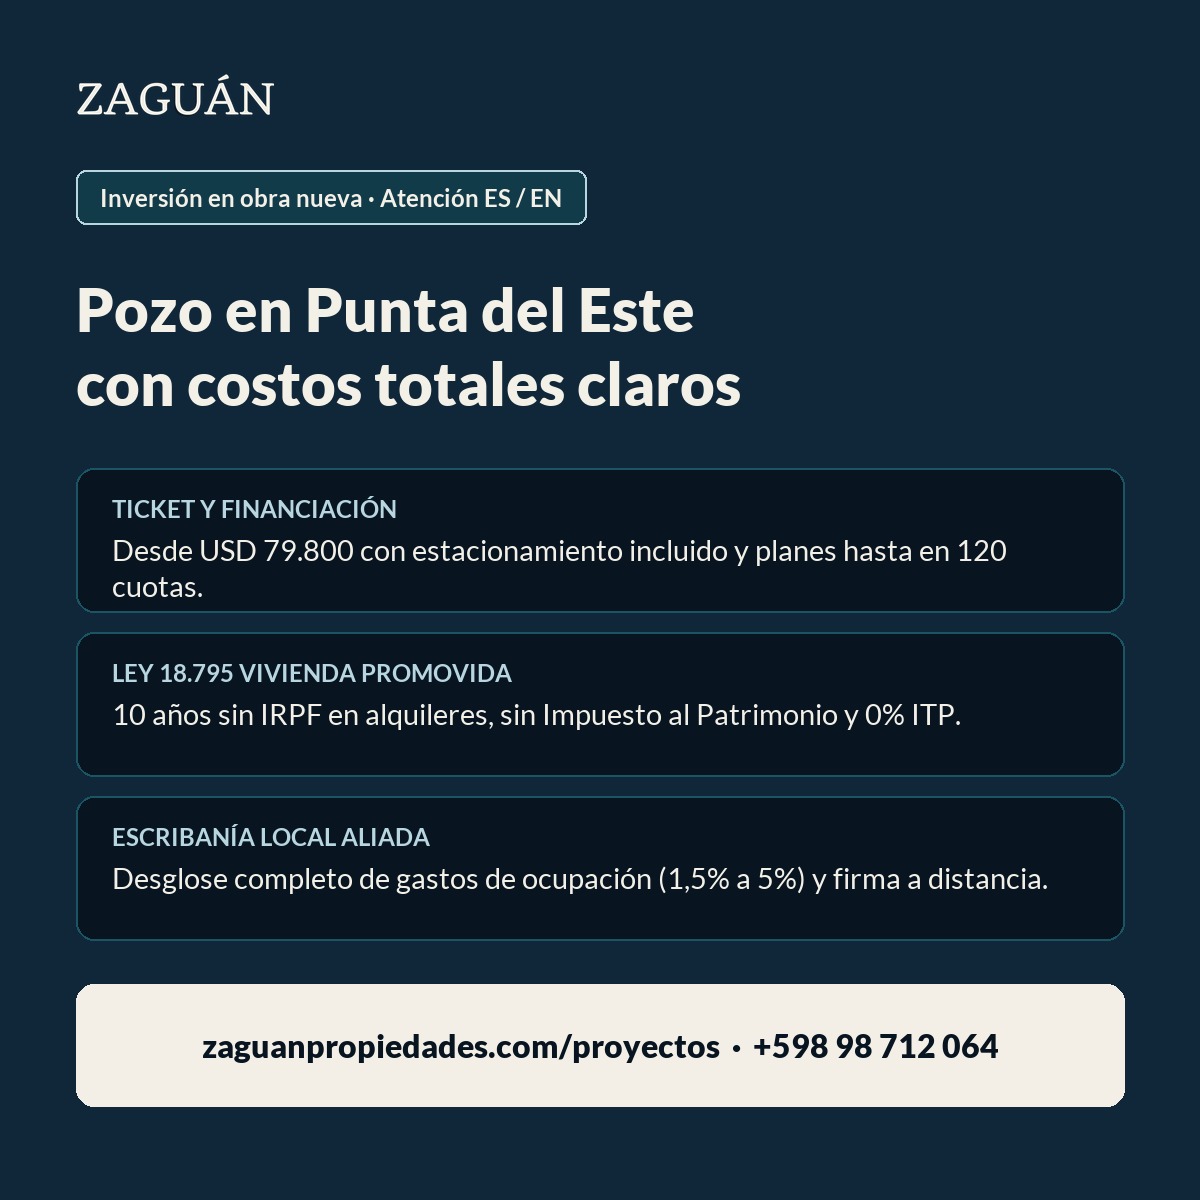 ZAGUÁN
Inversión en obra nueva · Atención ES / EN
Pozo en Punta del Este
con costos totales claros
TICKET Y FINANCIACIÓN
Desde USD 79.800 con estacionamiento incluido y planes hasta en 120
cuotas.
LEY 18.795 VIVIENDA PROMOVIDA
10 años sin IRPF en alquileres, sin Impuesto al Patrimonio y 0% ITP.
ESCRIBANÍA LOCAL ALIADA
Desglose completo de gastos de ocupación (1,5% a 5%) y firma a distancia.
zaguanpropiedades.com/proyectos · +598 98 712 064